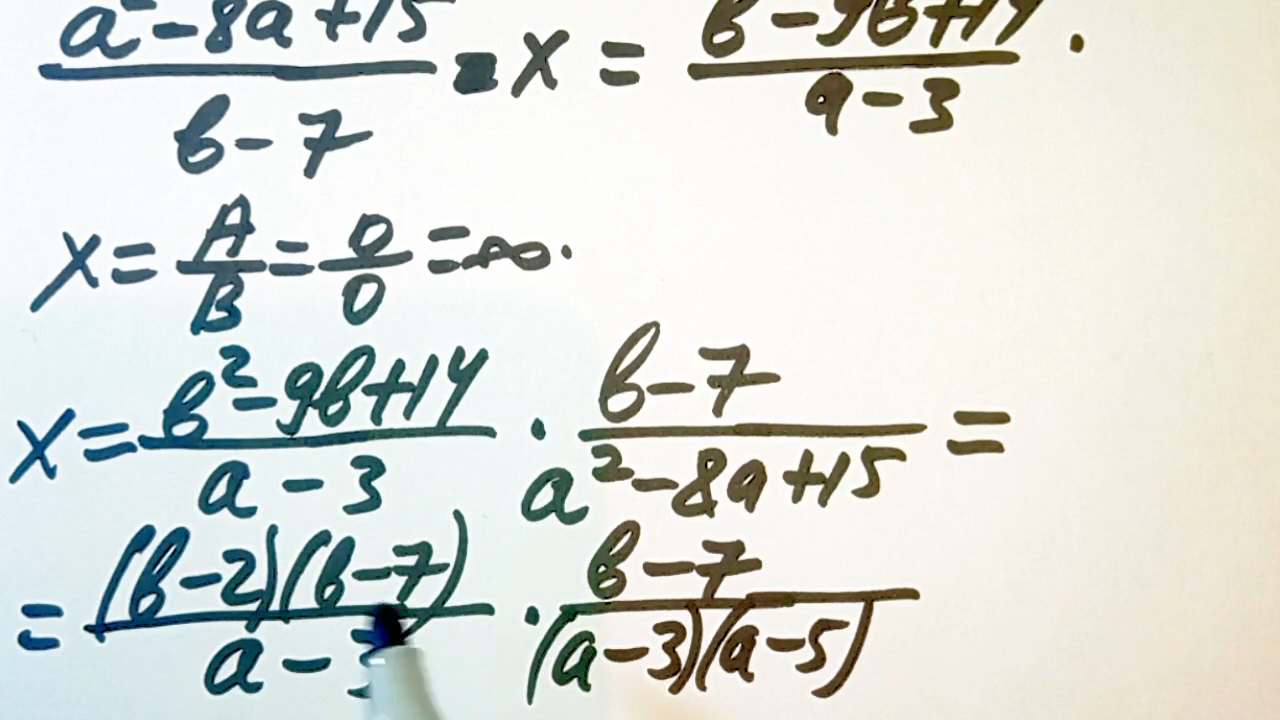 a²-8a+15/b-7 · x = b²-9b+14/a-3 .
x = A/B = 0/0 = ∞.
x = b²-9b+14/a-3 · b-7/a²-8a+15 =
= (b-2)(b-7)/a-3 · b-7/(a-3)(a-5)